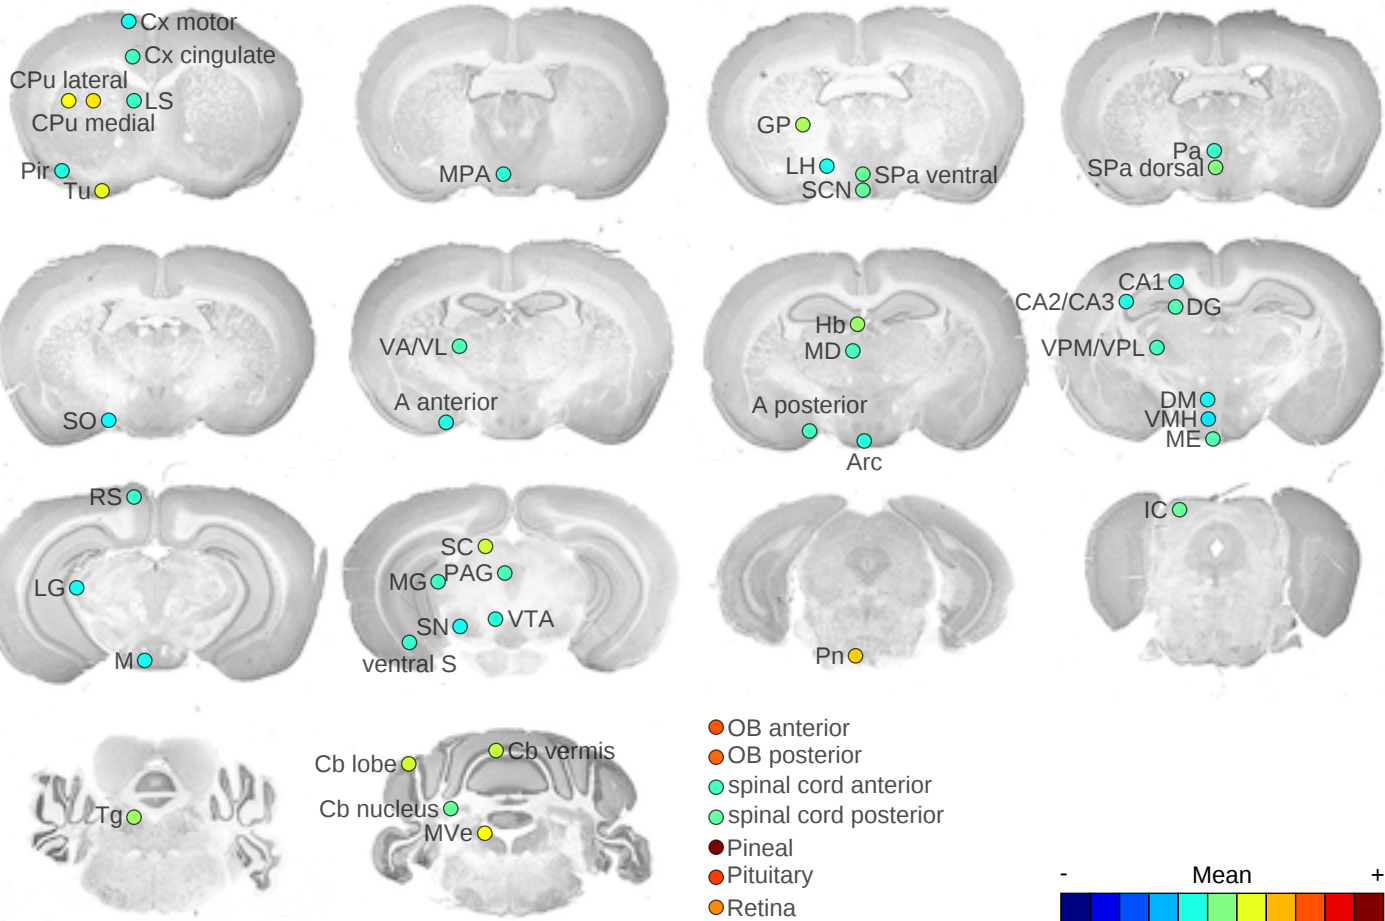 Cx motor
Cx cingulate
CPu lateral
LS
CPu medial
Pir
Tu
MPA
GP
LH
SPa ventral
SCN
Pa
SPa dorsal
SO
VA/VL
A anterior
Hb
MD
A posterior
Arc
CA1
CA2/CA3
DG
VPM/VPL
DM
VMH
ME
RS
LG
M
SC
PAG
MG
SN
VTA
ventral S
Pn
IC
Tg
Cb lobe
Cb vermis
Cb nucleus
MVe
OB anterior
OB posterior
spinal cord anterior
spinal cord posterior
Pineal
Pituitary
Retina
- Mean +